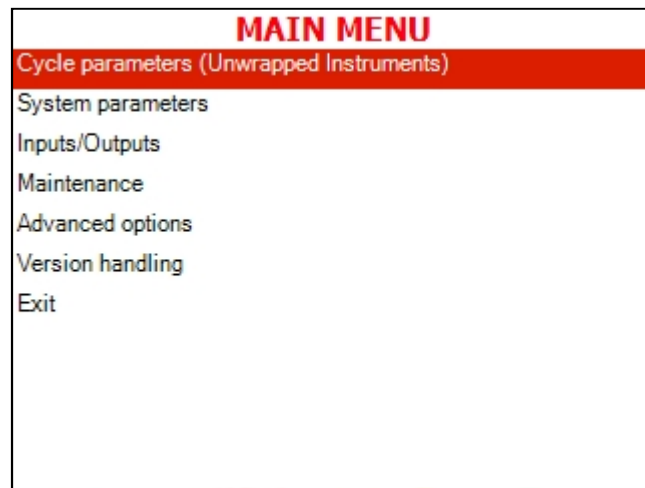 MAIN MENU
Cycle parameters (Unwrapped Instruments)
System parameters
Inputs/Outputs
Maintenance
Advanced options
Version handling
Exit